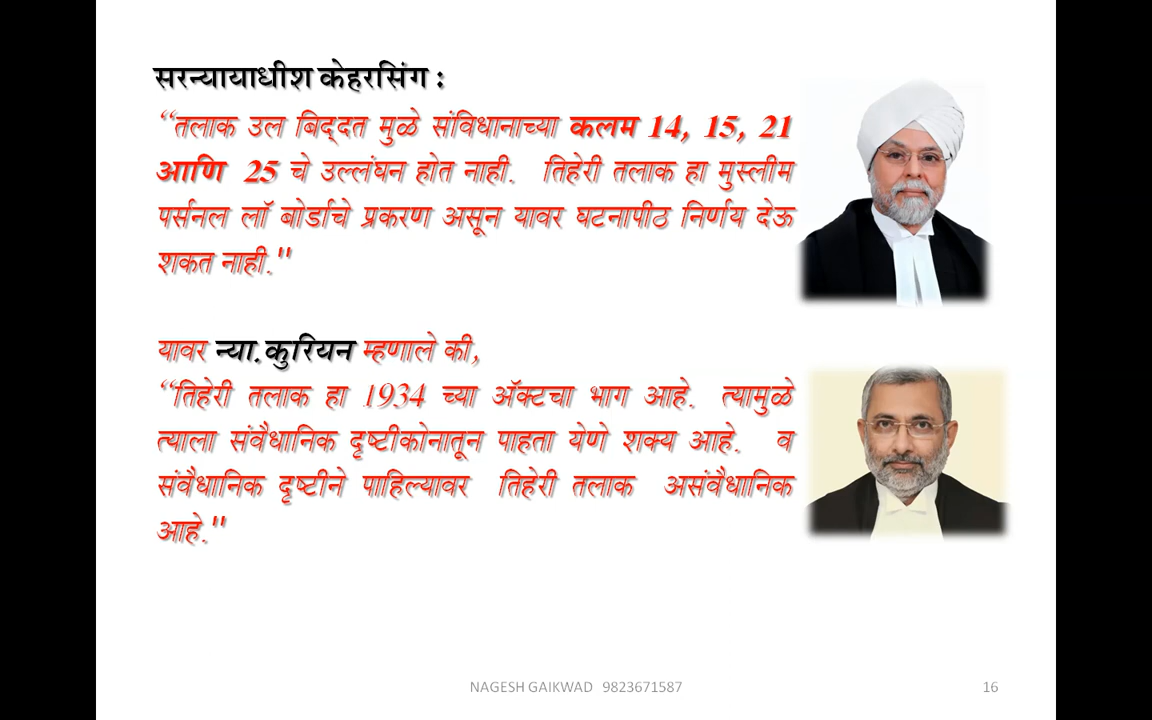 सरन्यायाधीश केहरसिंग :
“तलाक उल बिद्दत मुळे संविधानाच्या कलम 14, 15, 21
आणि 25 चे उल्लंघन होत नाही. तिहेरी तलाक हा मुस्लीम
पर्सनल लॉ बोर्डाचे प्रकरण असून यावर घटनापीठ निर्णय देऊ
शकत नाही."
यावर न्या.कुरियन म्हणाले की,
“तिहेरी तलाक हा 1934 च्या ॲक्टचा भाग आहे. त्यामुळे
त्याला संवैधानिक दृष्टीकोनातून पाहता येणे शक्य आहे. व
संवैधानिक दृष्टीने पाहिल्यावर तिहेरी तलाक असंवैधानिक
आहे."
NAGESH GAIKWAD 9823671587
16